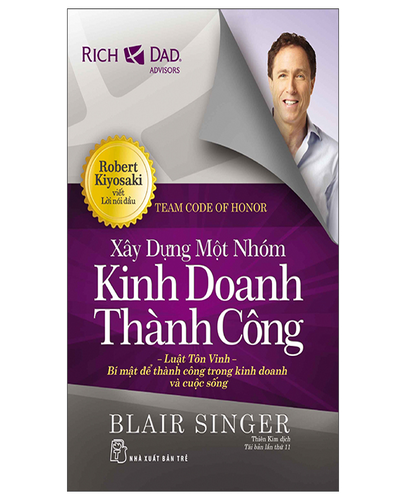 RICH DAD®
ADVISORS
Robert
Kiyosaki
viết
Lời nói đầu
TEAM CODE OF HONOR
Xây Dựng Một Nhóm
Kinh Doanh
Thành Công
– Luật Tôn Vinh –
Bí mật để thành công trong kinh doanh
và cuộc sống
BLAIR SINGER
Thiên Kim dịch
Tái bản lần thứ 11
NHÀ XUẤT BẢN TRẺ